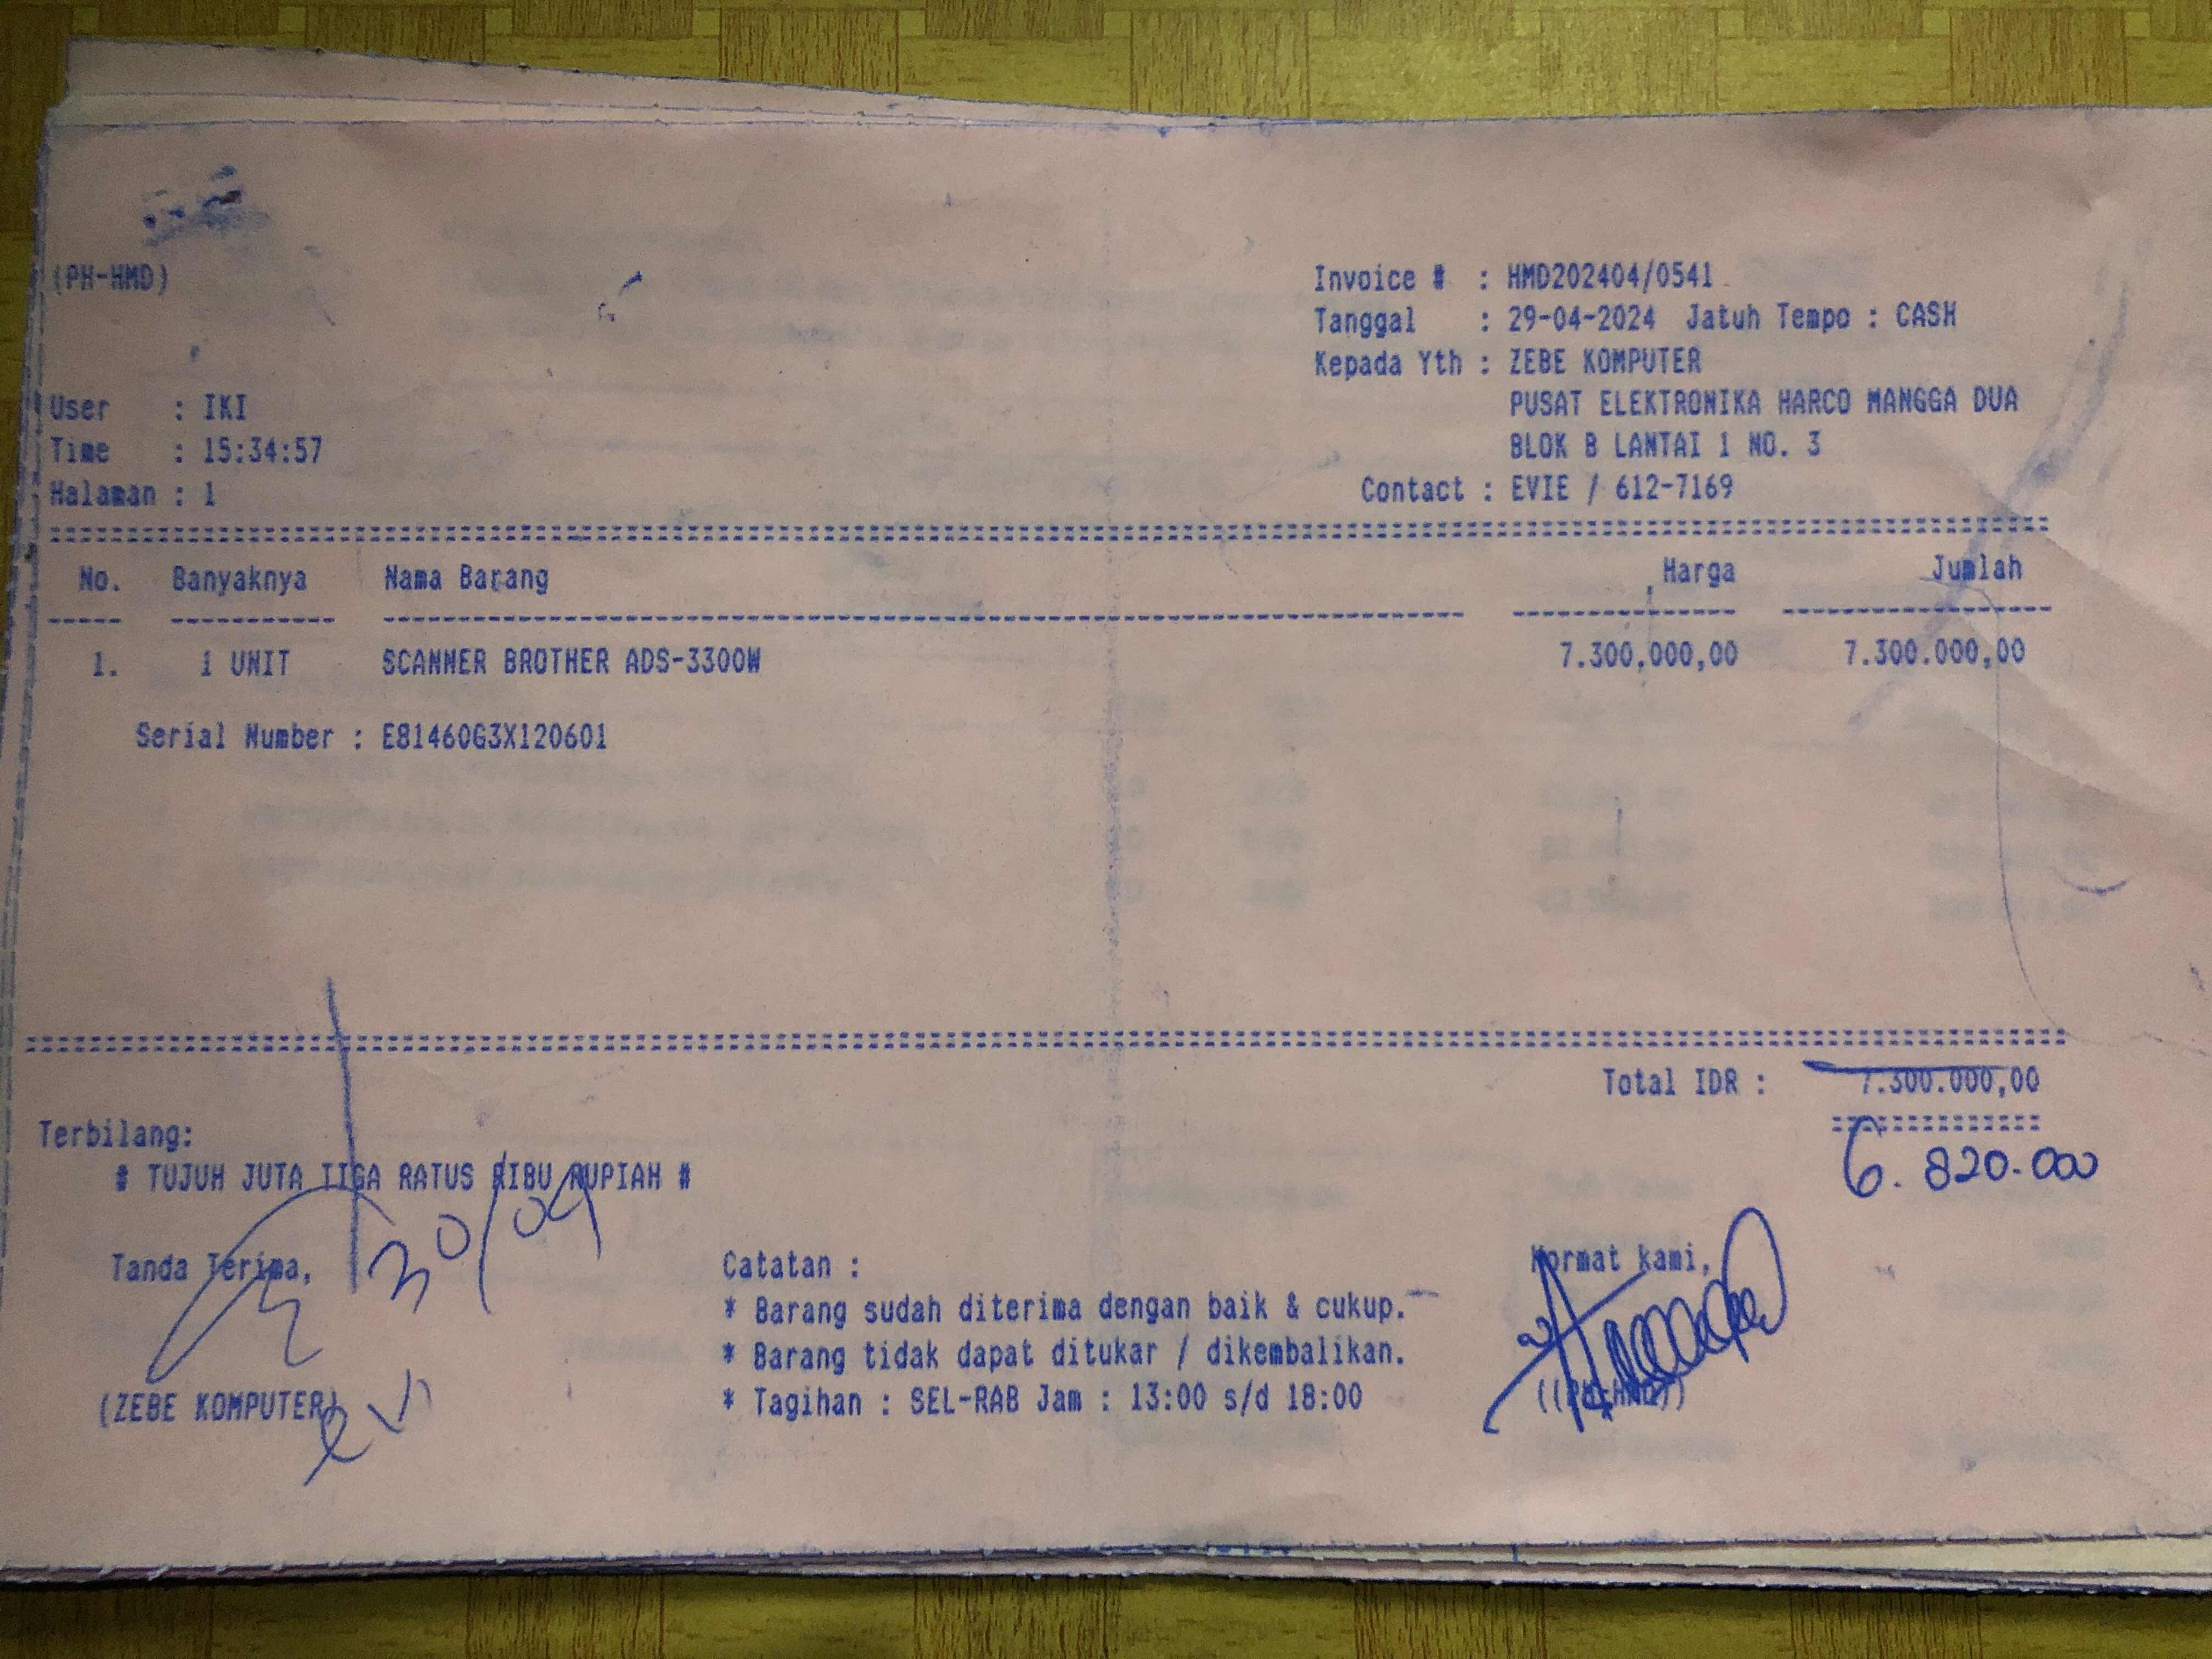 (PH-HMD)
Invoice # : HMD202404/0541
Tanggal : 29-04-2024 Jatuh Tempo : CASH
Kepada Yth : ZEBE KOMPUTER
PUSAT ELEKTRONIKA HARCO MANGGA DUA
BLOK B LANTAI 1 NO. 3
Contact : EVIE / 612-7169
User : IKI
Time : 15:34:57
Halaman : 1
No. Banyaknya Nama Barang Harga Jumlah
1. 1 UNIT SCANNER BROTHER ADS-3300W 7.300.000,00 7.300.000,00
Serial Number : E81460G3X120601
Total IDR : 7.300.000,00
6.820.000
Terbilang:
# TUJUH JUTA TIGA RATUS RIBU RUPIAH #
30/04
Tanda Terima,
(ZEBE KOMPUTER)
Catatan :
* Barang sudah diterima dengan baik & cukup.
* Barang tidak dapat ditukar / dikembalikan.
* Tagihan : SEL-RAB Jam : 13:00 s/d 18:00
Hormat kami,
((PH-HMD))